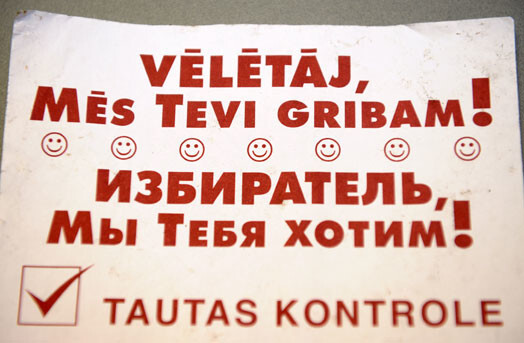 VĒLĒTĀJ,
MĒS TEVI GRIBAM!
ИЗБИРАТЕЛЬ,
МЫ ТЕБЯ ХОТИМ!
TAUTAS KONTROLE